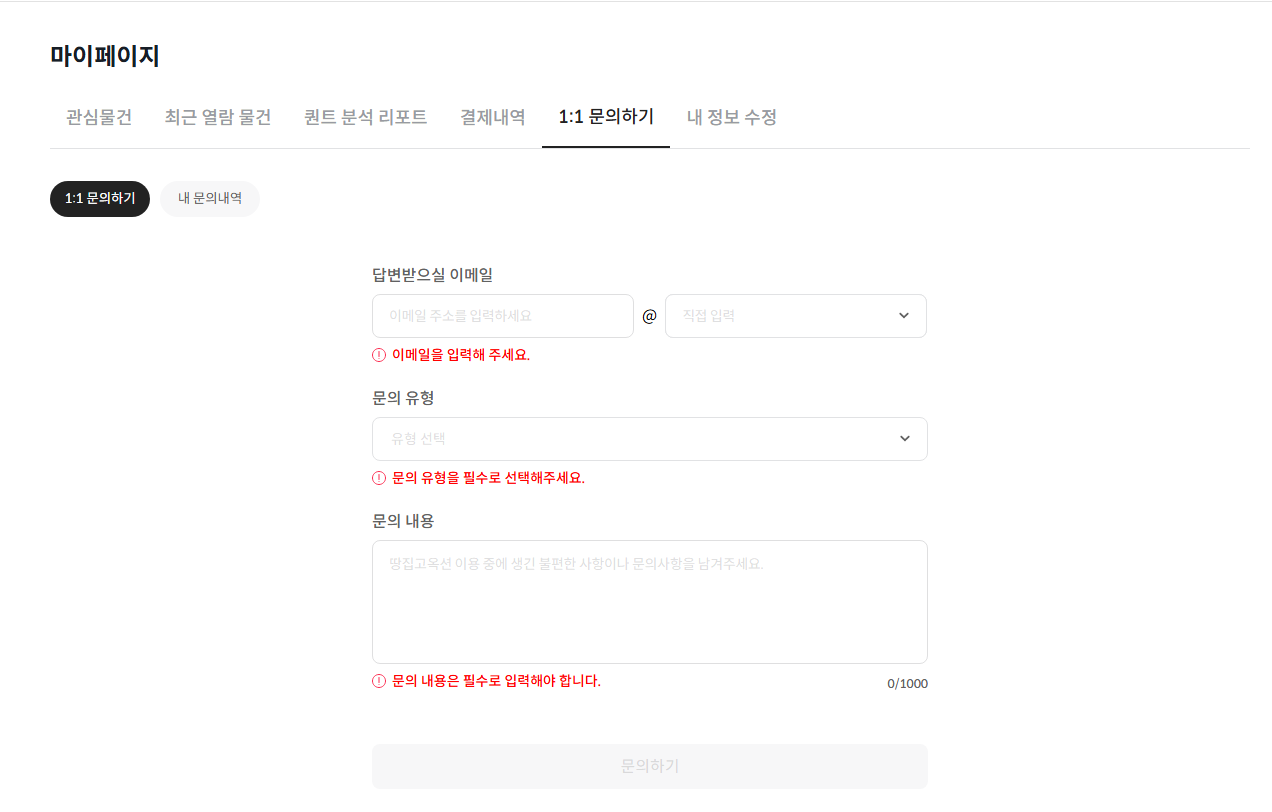 마이페이지
관심물건 최근 열람 물건 퀀트 분석 리포트 결제내역 1:1 문의하기 내 정보 수정
1:1 문의하기 내 문의내역
답변받으실 이메일
이메일 주소를 입력하세요 @ 직접 입력
이메일을 입력해 주세요.
문의 유형
유형 선택
문의 유형을 필수로 선택해주세요.
문의 내용
땅집고옥션 이용 중에 생긴 불편한 사항이나 문의사항을 남겨주세요.
문의 내용은 필수로 입력해야 합니다. 0/1000
문의하기